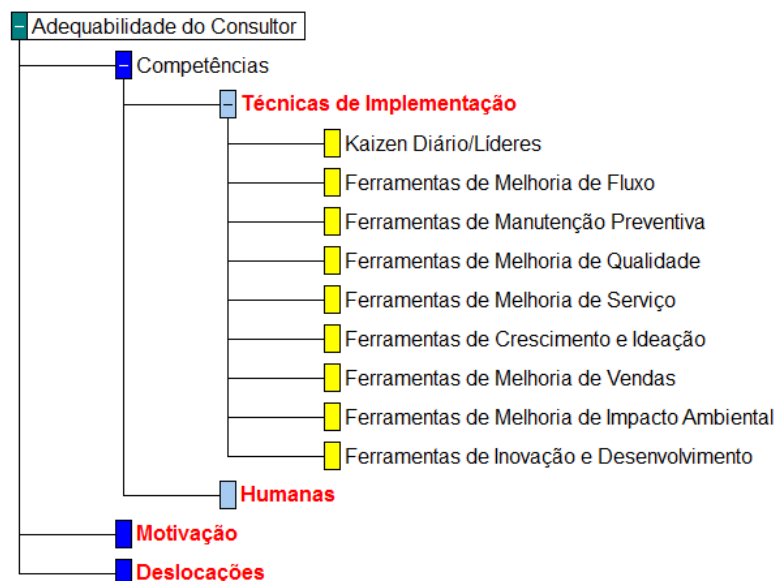 Adequabilidade do Consultor
Competências
Técnicas de Implementação
Kaizen Diário/Líderes
Ferramentas de Melhoria de Fluxo
Ferramentas de Manutenção Preventiva
Ferramentas de Melhoria de Qualidade
Ferramentas de Melhoria de Serviço
Ferramentas de Crescimento e Ideação
Ferramentas de Melhoria de Vendas
Ferramentas de Melhoria de Impacto Ambiental
Ferramentas de Inovação e Desenvolvimento
Humanas
Motivação
Deslocações